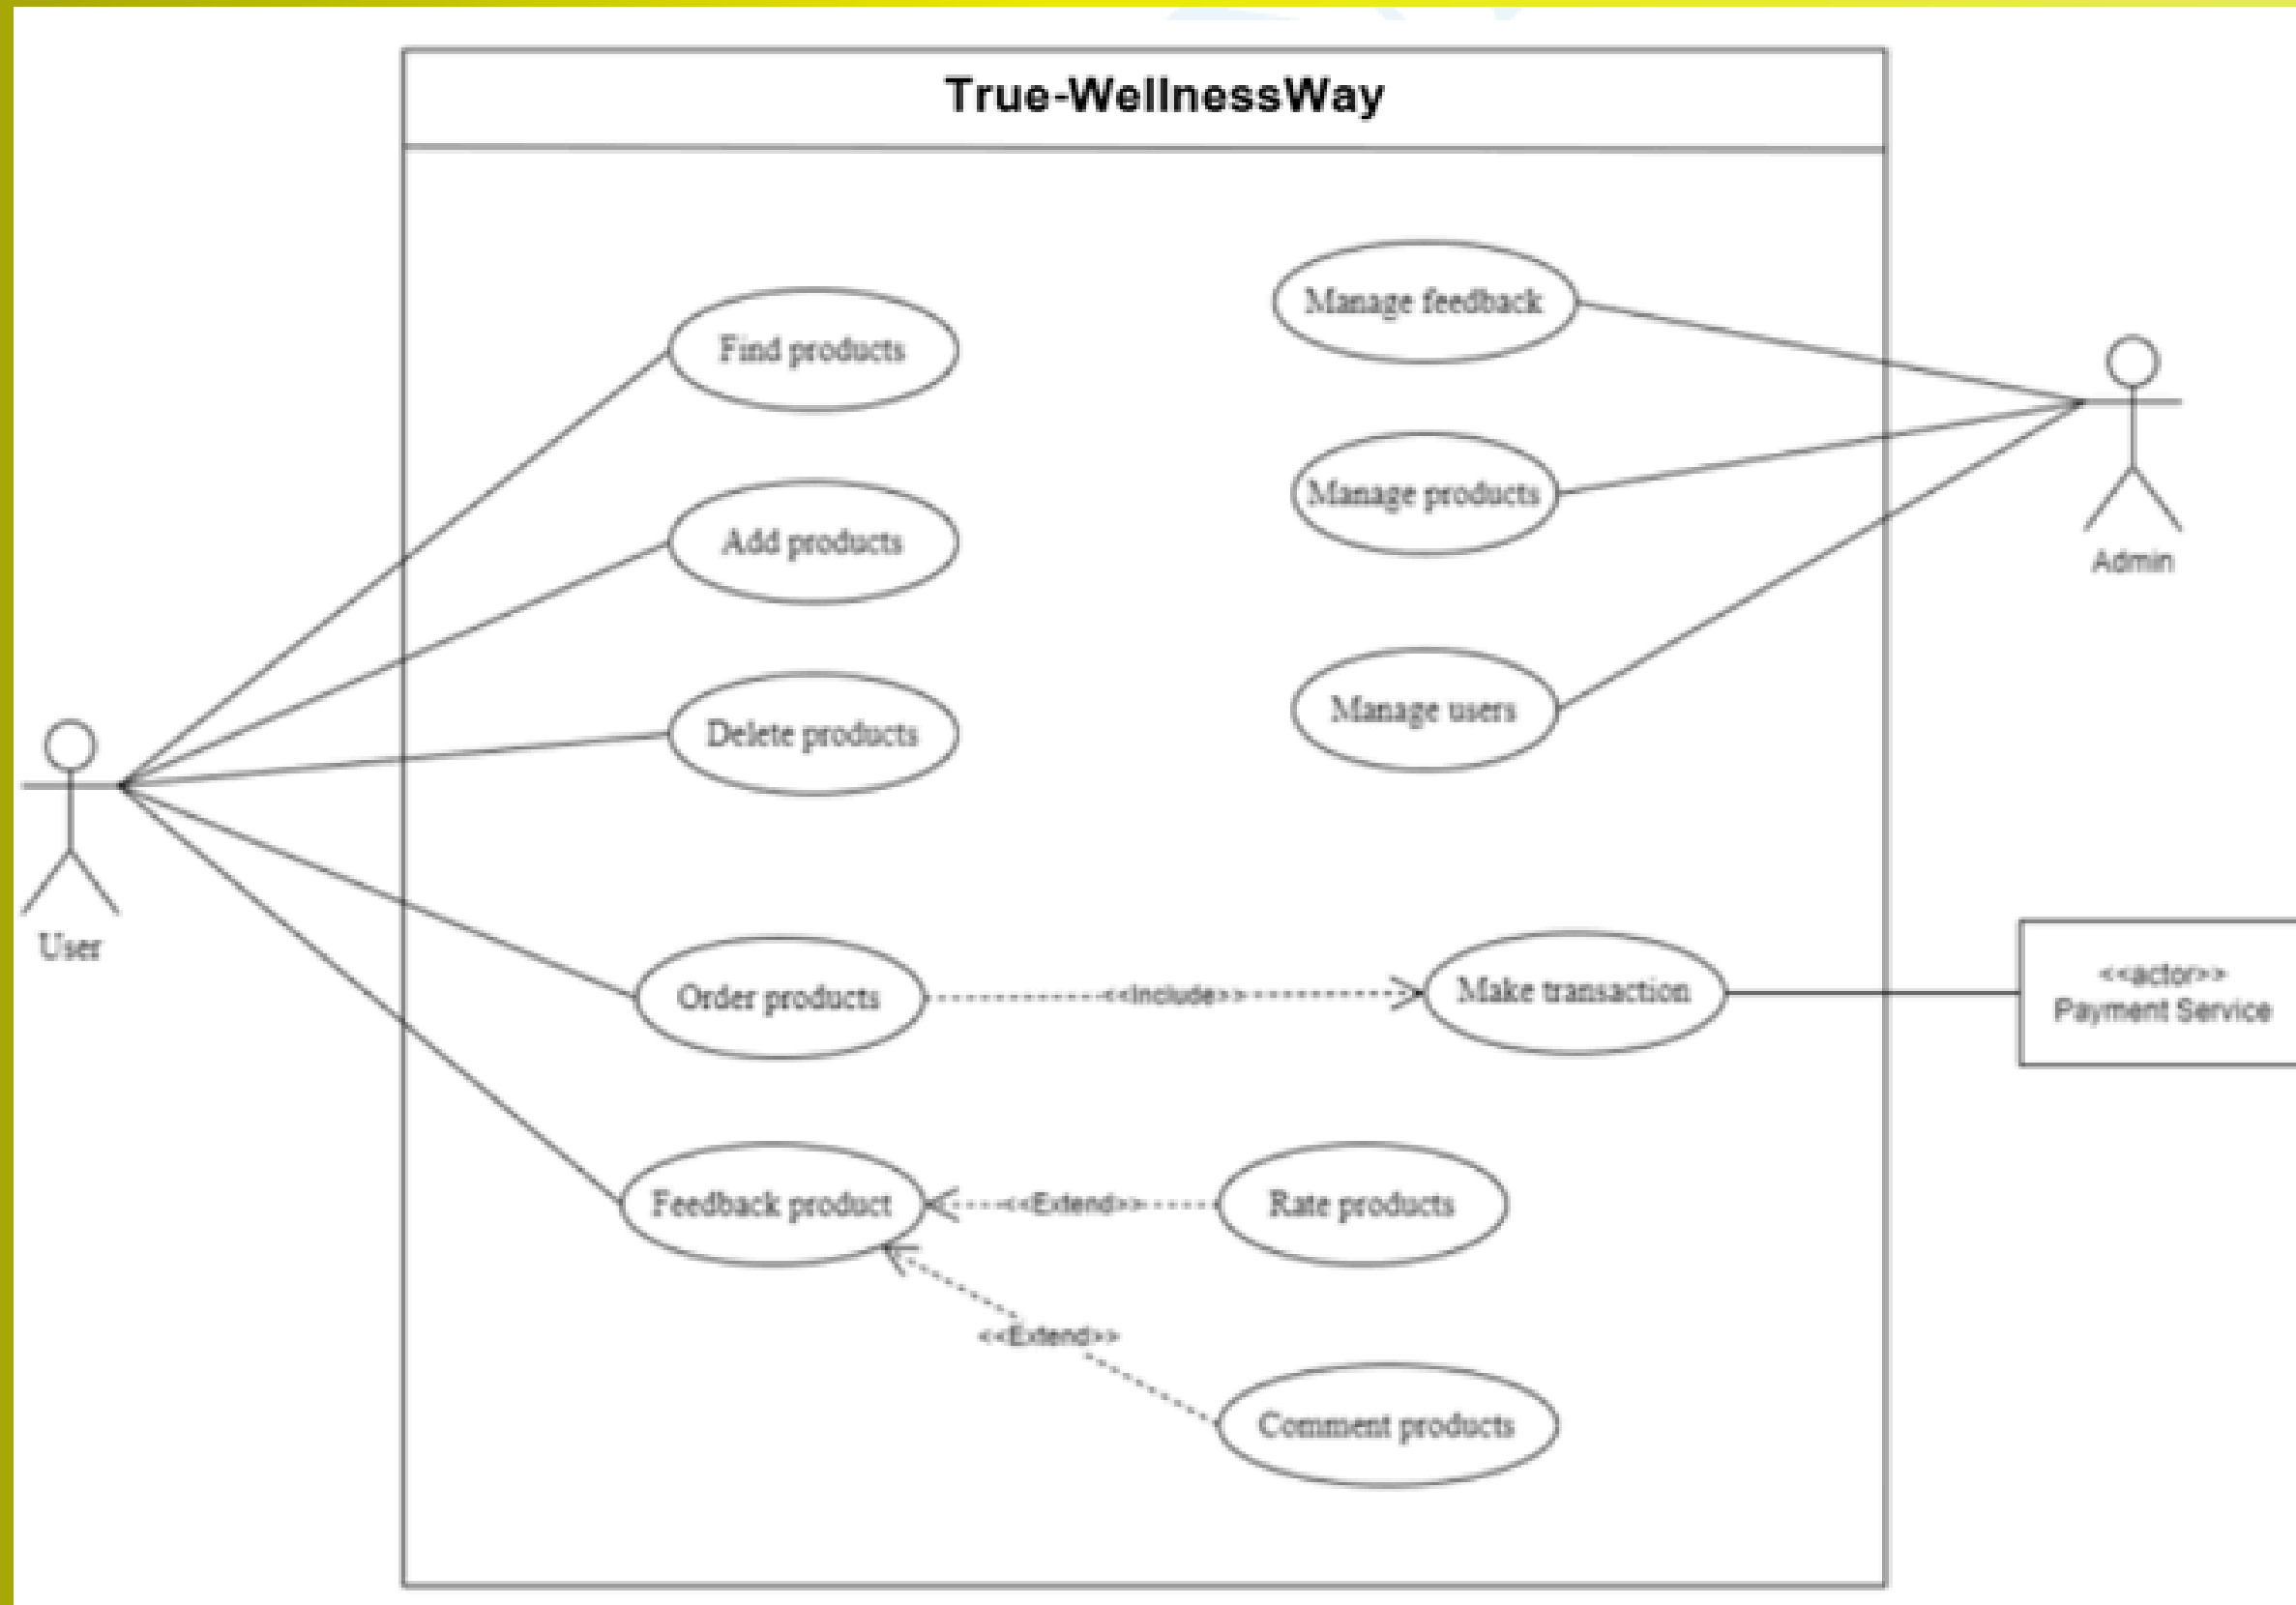 True-WellnessWay
Find products
Add products
Delete products
User
Order products
<<Include>>
Feedback product
<<Extend>>
<<Extend>>
Manage feedback
Manage products
Manage users
Admin
Make transaction
<<actor>>
Payment Service
Rate products
Comment products